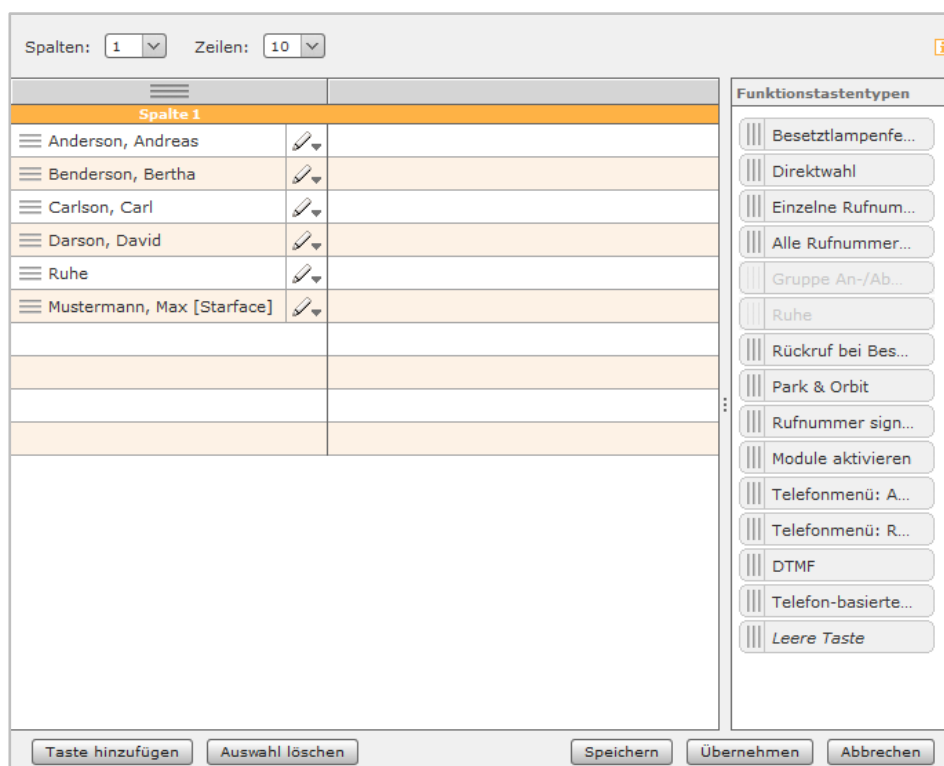 Spalten: 1 Zeilen: 10
Spalte 1
Anderson, Andreas
Benderson, Bertha
Carlson, Carl
Darson, David
Ruhe
Mustermann, Max [Starface]
Funktionstastentypen
Besetztlampenfe...
Direktwahl
Einzelne Rufnum...
Alle Rufnummer...
Gruppe An-/Ab...
Ruhe
Rückruf bei Bes...
Park & Orbit
Rufnummer sign...
Module aktivieren
Telefonmenü: A...
Telefonmenü: R...
DTMF
Telefon-basierte...
Leere Taste
Taste hinzufügen Auswahl löschen Speichern Übernehmen Abbrechen